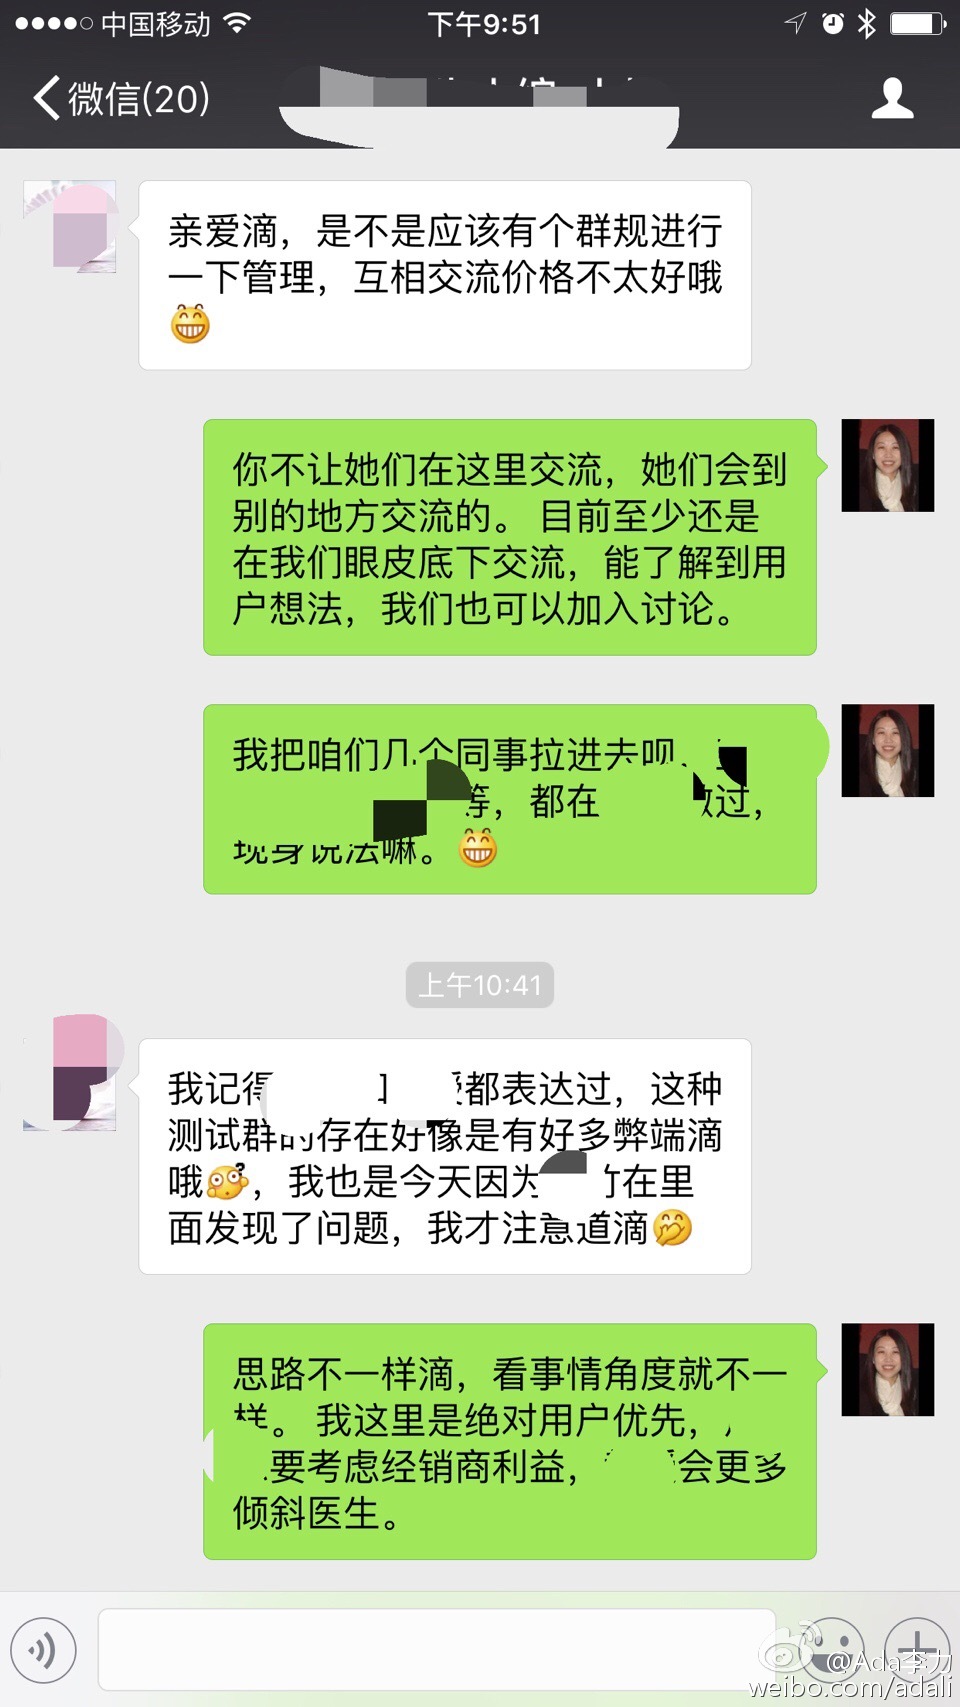 中国移动 下午9:51
微信(20)
亲爱滴，是不是应该有个群规进行
一下管理，互相交流价格不太好哦
你不让她们在这里交流，她们会到
别的地方交流的。 目前至少还是
在我们眼皮底下交流，能了解到用
户想法，我们也可以加入讨论。
我把咱们几个同事拉进去呗、
等，都在 过，
现身说法嘛。
上午10:41
我记得 都表达过，这种
测试群的存在好像是有好多弊端滴
哦，我也是今天因为 在里
面发现了问题，我才注意道滴
思路不一样滴，看事情角度就不一
样。 我这里是绝对用户优先，
要考虑经销商利益， 会更多
倾斜医生。
@Ada李力
weibo.com/adali